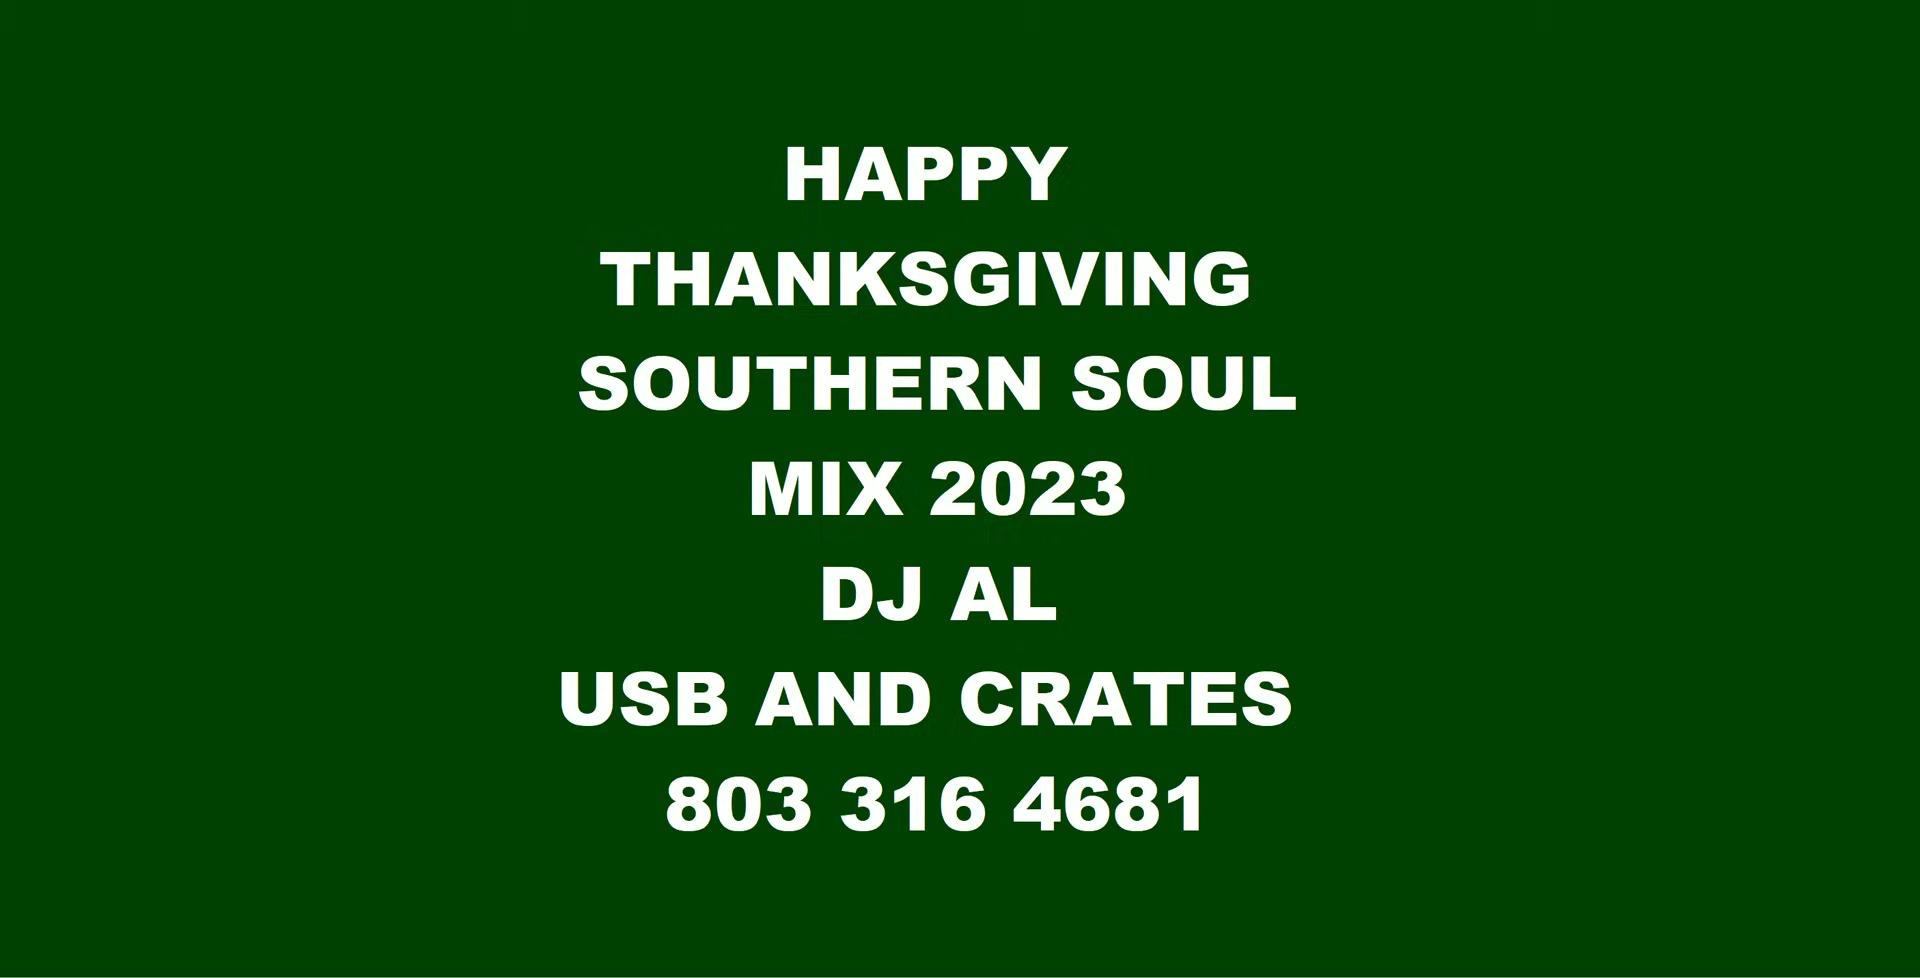 HAPPY
THANKSGIVING
SOUTHERN SOUL
MIX 2023
DJ AL
USB AND CRATES
803 316 4681